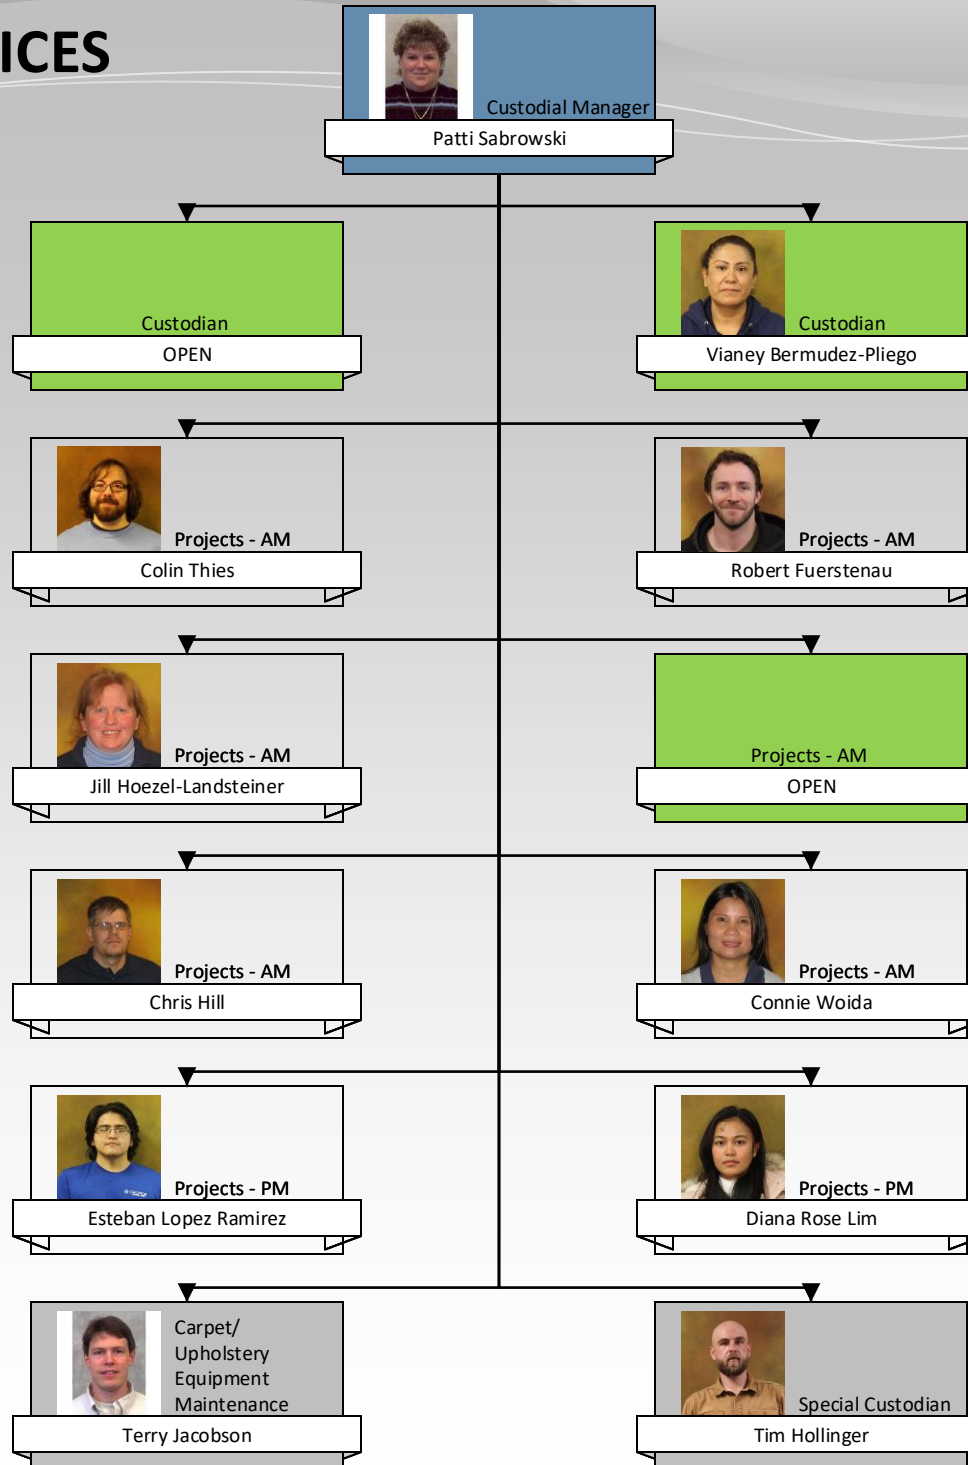 ICES
Custodial Manager
Patti Sabrowski
Custodian
OPEN
Custodian
Vianey Bermudez-Pliego
Projects - AM
Colin Thies
Projects - AM
Robert Fuerstenau
Projects - AM
Jill Hoezel-Landsteiner
Projects - AM
OPEN
Projects - AM
Chris Hill
Projects - AM
Connie Woida
Projects - PM
Esteban Lopez Ramirez
Projects - PM
Diana Rose Lim
Carpet/
Upholstery
Equipment
Maintenance
Terry Jacobson
Special Custodian
Tim Hollinger